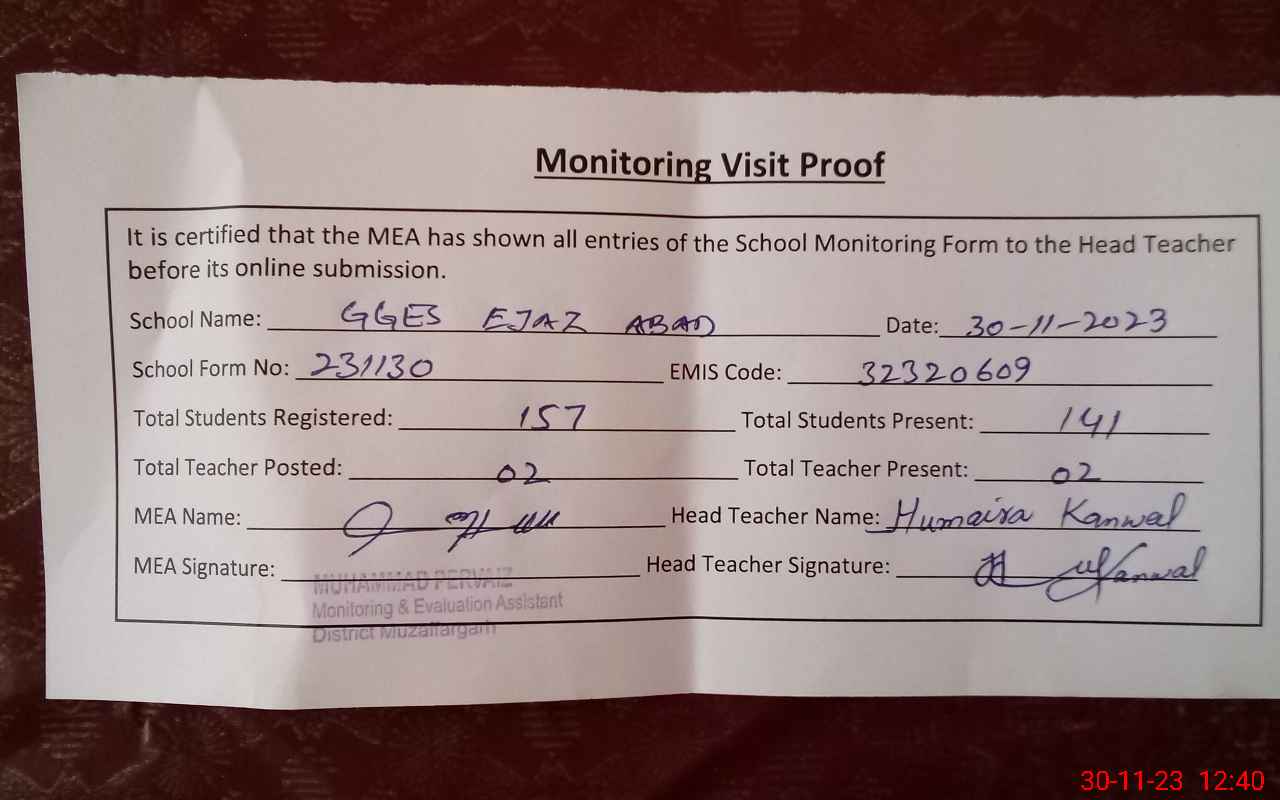 Monitoring Visit Proof
It is certified that the MEA has shown all entries of the School Monitoring Form to the Head Teacher
before its online submission.
School Name: GGES EJAZ ABAD Date: 30-11-2023
School Form No: 231130 EMIS Code: 32320609
Total Students Registered: 157 Total Students Present: 141
Total Teacher Posted: 02 Total Teacher Present: 02
MEA Name: Head Teacher Name: Humaira Kanwal
MEA Signature: Head Teacher Signature: Kanwal
MUHAMMAD PERVAIZ
Monitoring & Evaluation Assistant
District Muzaffargarh
30-11-23 12:40